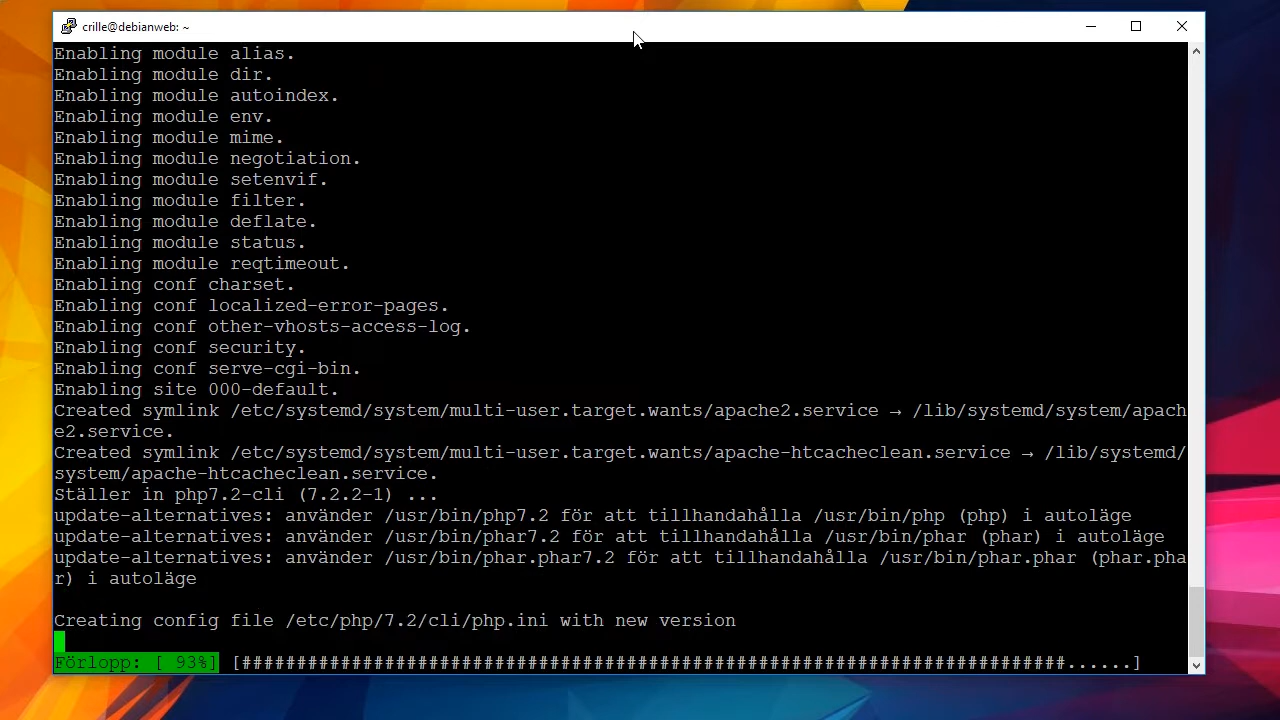 crille@debianweb: ~
Enabling module alias.
Enabling module dir.
Enabling module autoindex.
Enabling module env.
Enabling module mime.
Enabling module negotiation.
Enabling module setenvif.
Enabling module filter.
Enabling module deflate.
Enabling module status.
Enabling module reqtimeout.
Enabling conf charset.
Enabling conf localized-error-pages.
Enabling conf other-vhosts-access-log.
Enabling conf security.
Enabling conf serve-cgi-bin.
Enabling site 000-default.
Created symlink /etc/systemd/system/multi-user.target.wants/apache2.service → /lib/systemd/system/apach
e2.service.
Created symlink /etc/systemd/system/multi-user.target.wants/apache-htcacheclean.service → /lib/systemd/
system/apache-htcacheclean.service.
Ställer in php7.2-cli (7.2.2-1) ...
update-alternatives: använder /usr/bin/php7.2 för att tillhandahålla /usr/bin/php (php) i autoläge
update-alternatives: använder /usr/bin/phar7.2 för att tillhandahålla /usr/bin/phar (phar) i autoläge
update-alternatives: använder /usr/bin/phar.phar7.2 för att tillhandahålla /usr/bin/phar.phar (phar.pha
r) i autoläge
Creating config file /etc/php/7.2/cli/php.ini with new version
Förlopp: [ 93%] [###########################################################################......]